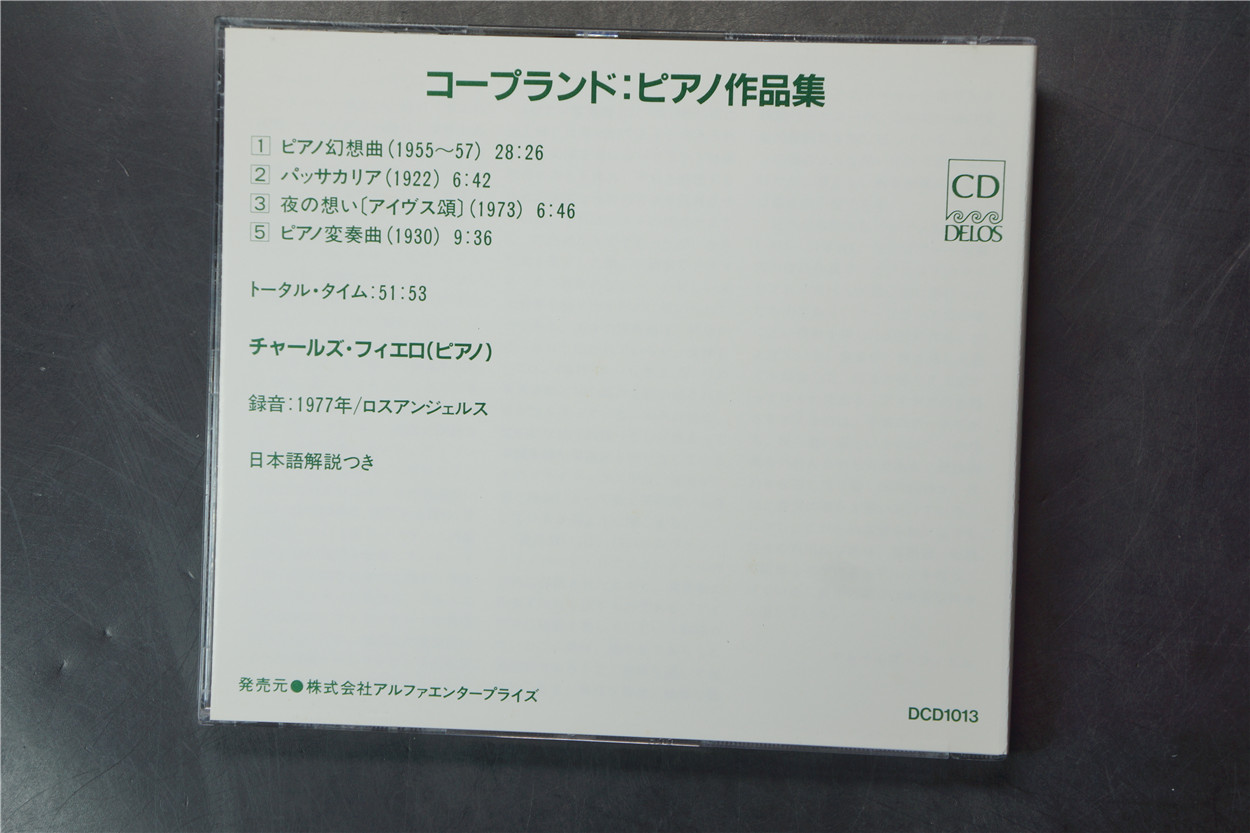 コープランド:ピアノ作品集
1 ピアノ幻想曲(1955〜57) 28:26
2 パッサカリア(1922) 6:42
3 夜の想い〔アイヴス頌〕(1973) 6:46
5 ピアノ変奏曲(1930) 9:36
トータル・タイム:51:53
チャールズ・フィエロ(ピアノ)
録音:1977年/ロスアンジェルス
日本語解説つき
CD
DELOS
発売元●株式会社アルファエンタープライズ
DCD1013